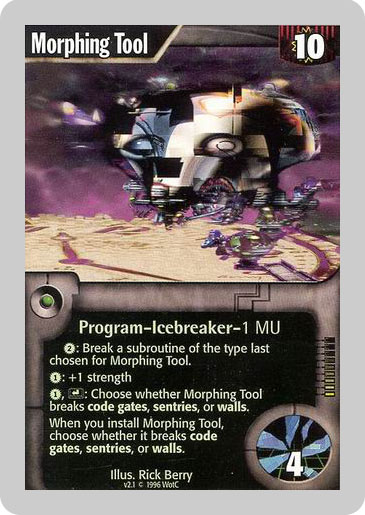 Morphing Tool
10
Program-Icebreaker-1 MU
2: Break a subroutine of the type last
chosen for Morphing Tool.
1: +1 strength
1, : Choose whether Morphing Tool
breaks code gates, sentries, or walls.
When you install Morphing Tool,
choose whether it breaks code
gates, sentries, or walls.
4
Illus. Rick Berry
v2.1 © 1996 WotC